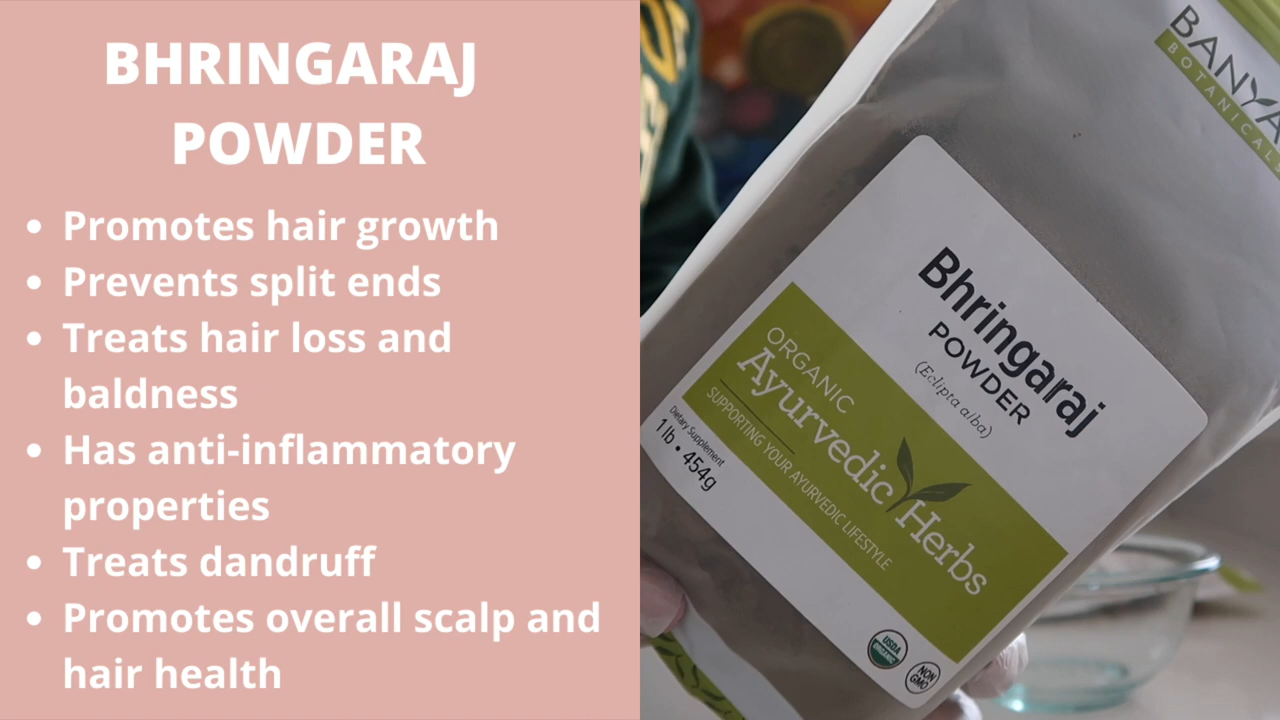 BHRINGARAJ
POWDER
• Promotes hair growth
• Prevents split ends
• Treats hair loss and
baldness
• Has anti-inflammatory
properties
• Treats dandruff
• Promotes overall scalp and
hair health
BANYA
BOTANICALS
Bhringaraj
POWDER
(Eclipta alba)
ORGANIC
Ayurvedic Herbs
SUPPORTING YOUR AYURVEDIC LIFESTYLE
Dietary Supplement
1 lb • 454g
USDA
ORGANIC
NON
GMO